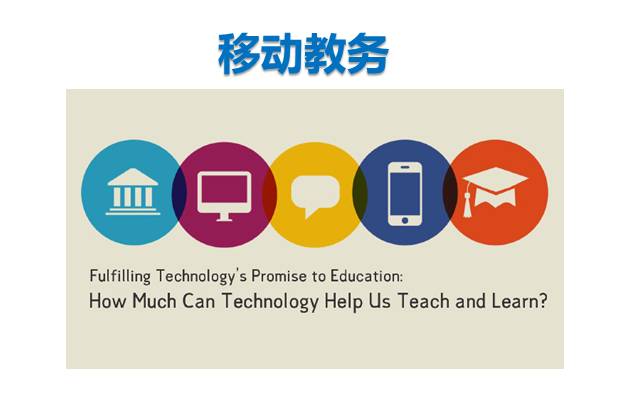 移动教务
Fulfilling Technology's Promise to Education:
How Much Can Technology Help Us Teach and Learn?